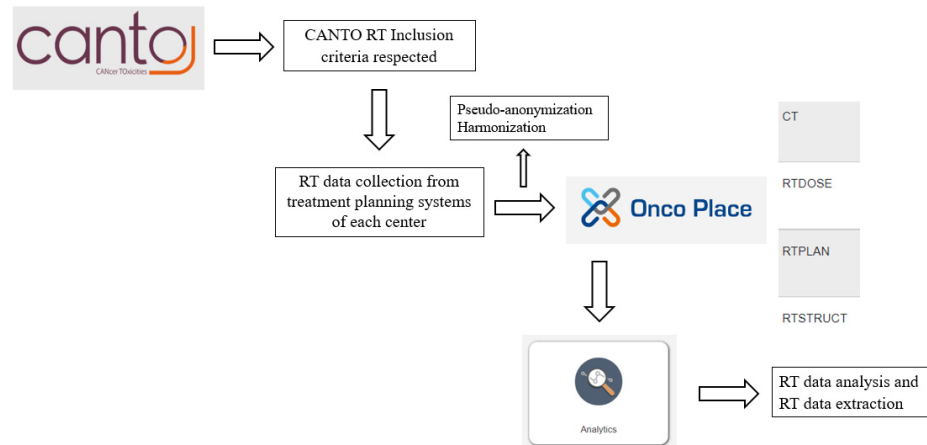 canto
CANcer TOxicities
CANTO RT Inclusion
criteria respected
Pseudo-anonymization
Harmonization
RT data collection from
treatment planning systems
of each center
Onco Place
CT
RTDOSE
RTPLAN
RTSTRUCT
Analytics
RT data analysis and
RT data extraction